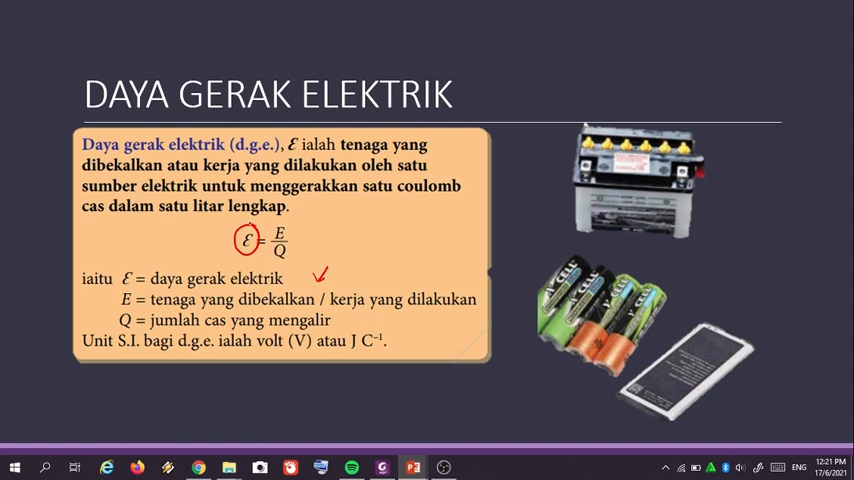 DAYA GERAK ELEKTRIK
Daya gerak elektrik (d.g.e.), ℰ ialah tenaga yang
dibekalkan atau kerja yang dilakukan oleh satu
sumber elektrik untuk menggerakkan satu coulomb
cas dalam satu litar lengkap.
ℰ = E/Q
iaitu ℰ = daya gerak elektrik
E = tenaga yang dibekalkan / kerja yang dilakukan
Q = jumlah cas yang mengalir
Unit S.I. bagi d.g.e. ialah volt (V) atau J C⁻¹.
ENG
12:21 PM
17/6/2021